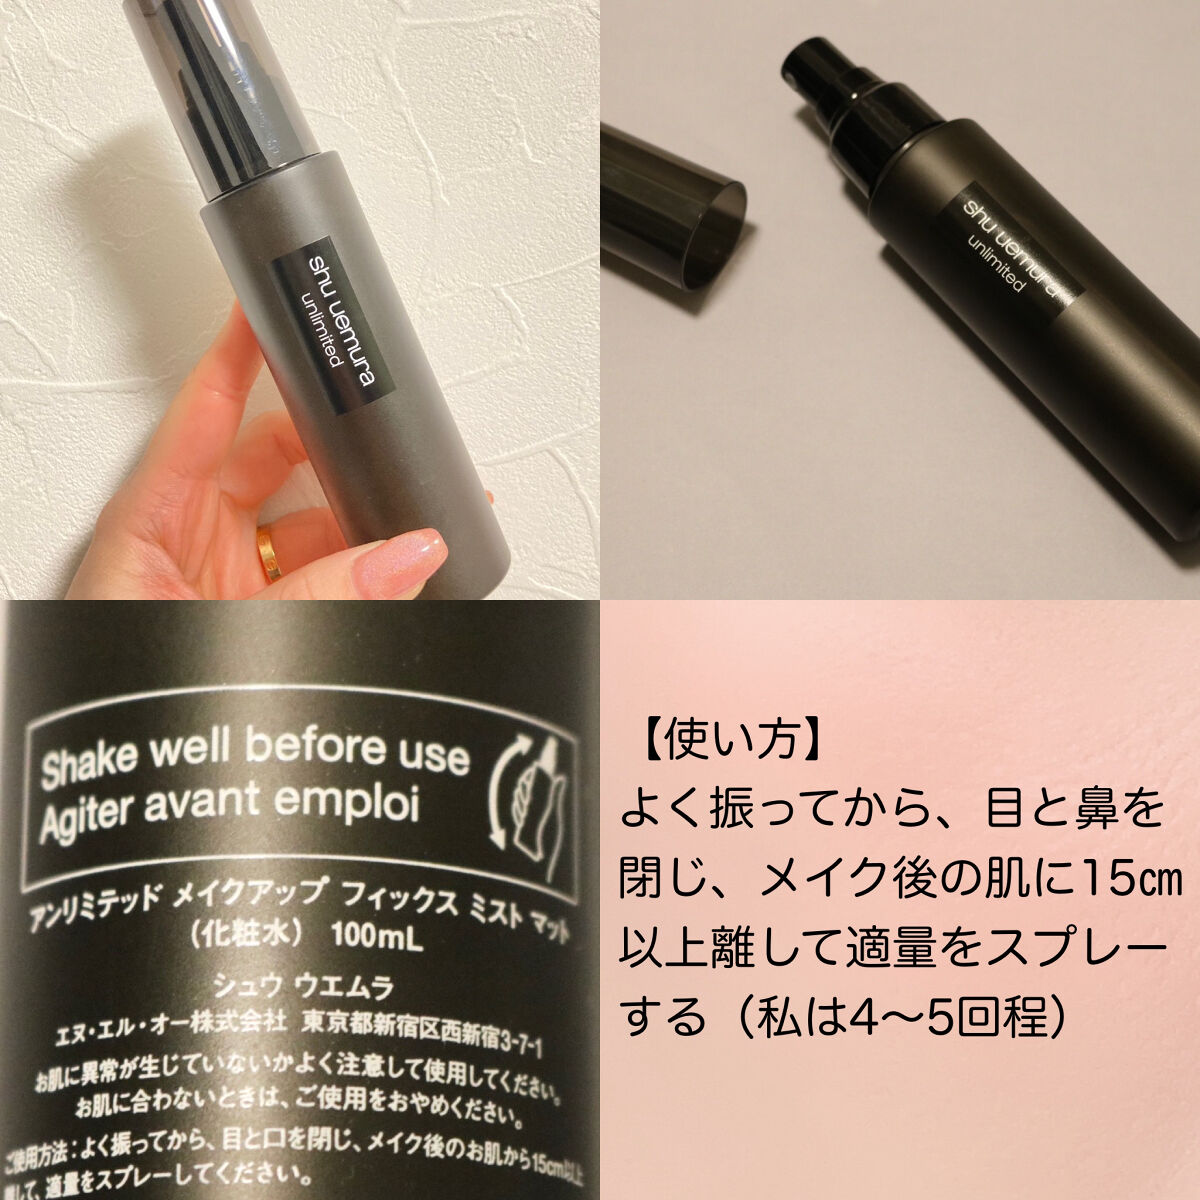 shu uemura
unlimited
shu uemura
unlimited
Shake well before use
Agiter avant emploi
アンリミテッド メイクアップ フィックス ミスト マット
（化粧水） 100mL
シュウ ウエムラ
エヌ・エル・オー株式会社 東京都新宿区西新宿3-7-1
お肌に異常が生じていないかよく注意して使用してください。
お肌に合わないときは、ご使用をおやめください。
ご使用方法：よく振ってから、目と口を閉じ、メイク後のお肌から15cm以上
離して、適量をスプレーしてください。
【使い方】
よく振ってから、目と鼻を
閉じ、メイク後の肌に15㎝
以上離して適量をスプレー
する（私は4〜5回程）